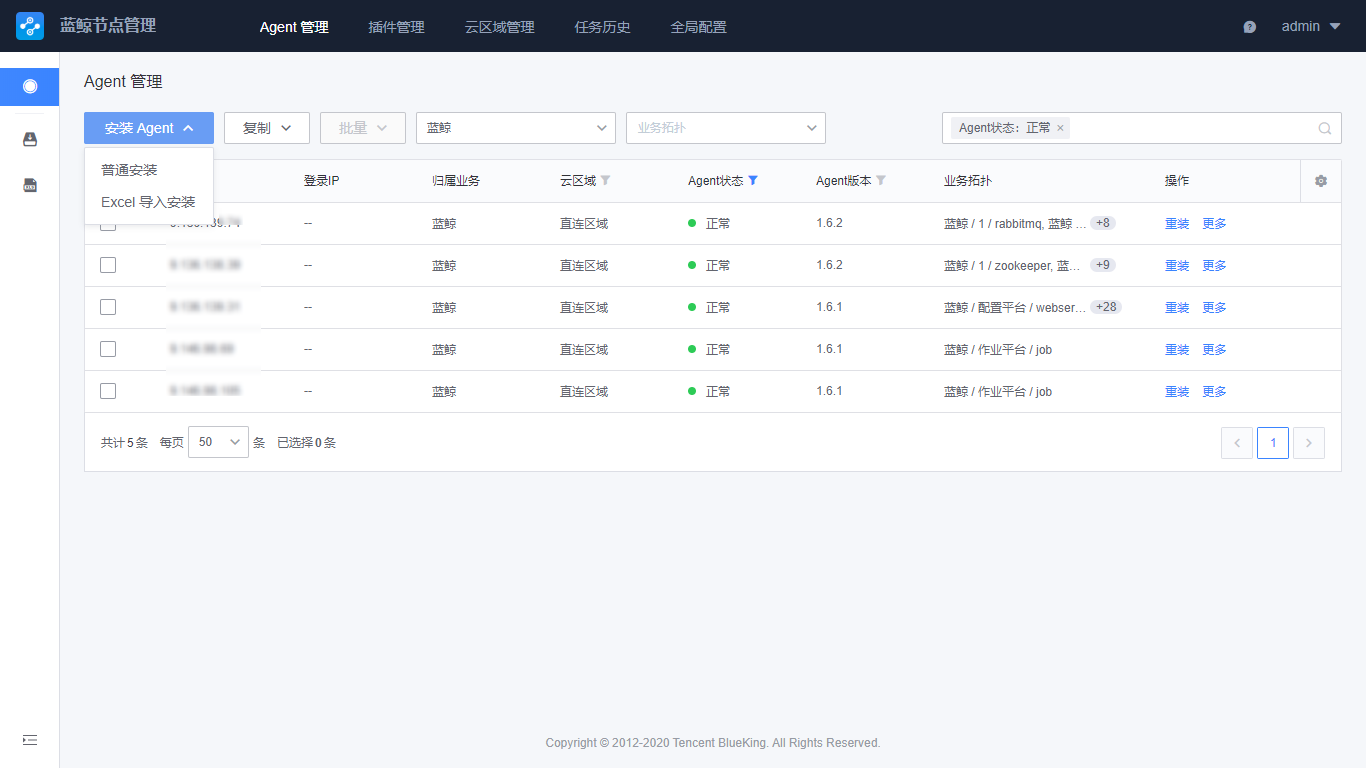 蓝鲸节点管理 Agent 管理 插件管理 云区域管理 任务历史 全局配置 admin
Agent 管理
安装 Agent 复制 批量 蓝鲸 业务拓扑 Agent状态：正常 ×
普通安装
Excel 导入安装
登录IP 归属业务 云区域 Agent状态 Agent版本 业务拓扑 操作
-- 蓝鲸 直连区域 正常 1.6.2 蓝鲸 / 1 / rabbitmq, 蓝鲸 ... +8 重装 更多
-- 蓝鲸 直连区域 正常 1.6.2 蓝鲸 / 1 / zookeeper, 蓝... +9 重装 更多
-- 蓝鲸 直连区域 正常 1.6.1 蓝鲸 / 配置平台 / webser... +28 重装 更多
-- 蓝鲸 直连区域 正常 1.6.1 蓝鲸 / 作业平台 / job 重装 更多
-- 蓝鲸 直连区域 正常 1.6.1 蓝鲸 / 作业平台 / job 重装 更多
共计 5 条 每页 50 条 已选择 0 条 1
Copyright © 2012-2020 Tencent BlueKing. All Rights Reserved.